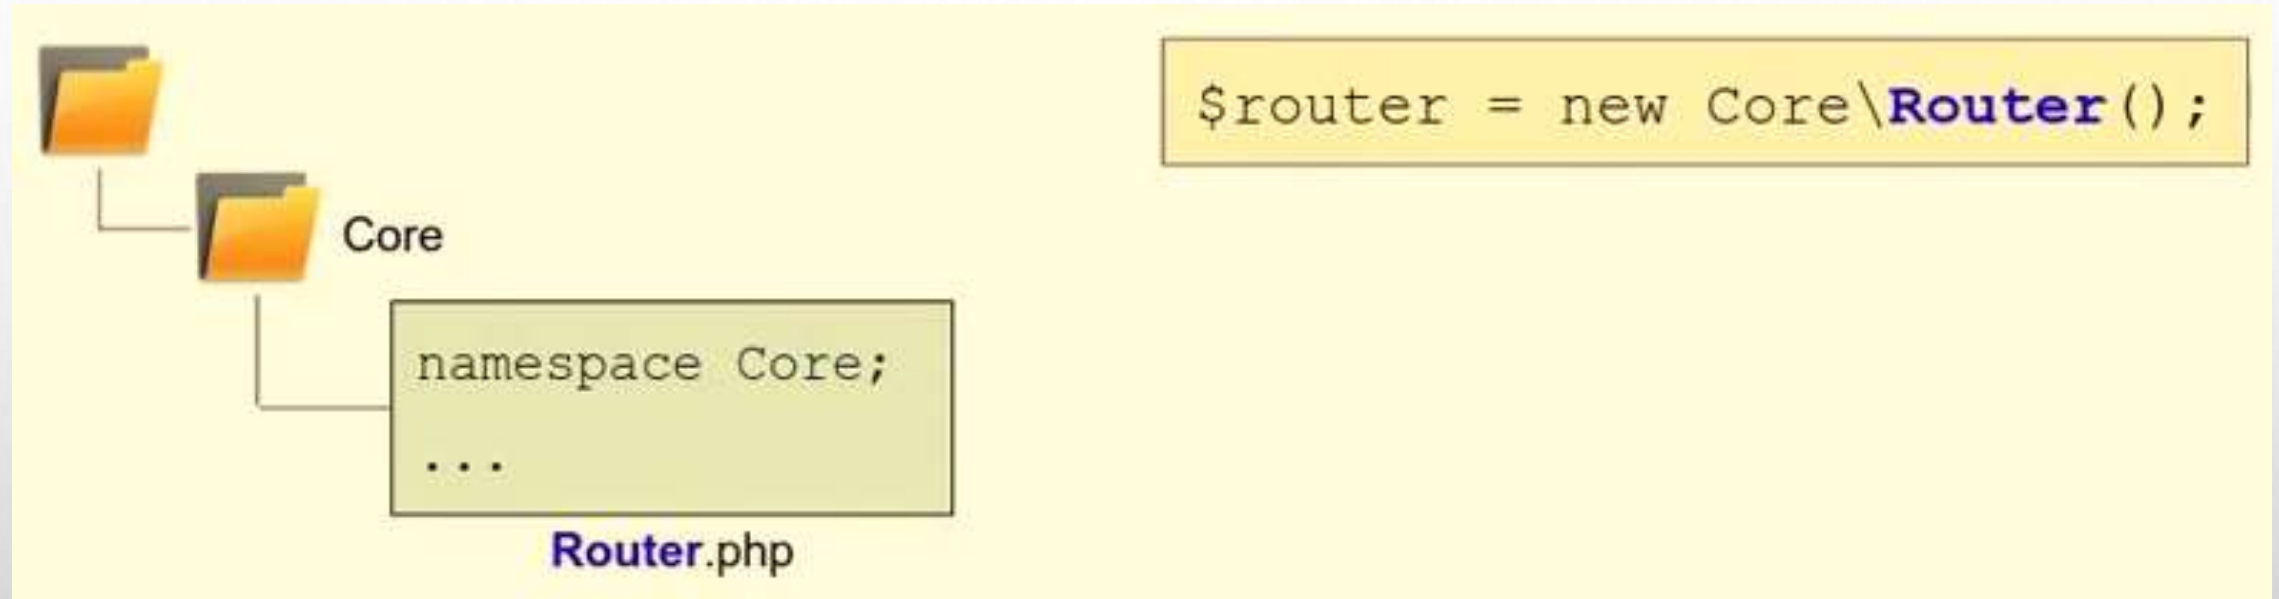 $router = new Core\Router();
Core
namespace Core;
...
Router.php